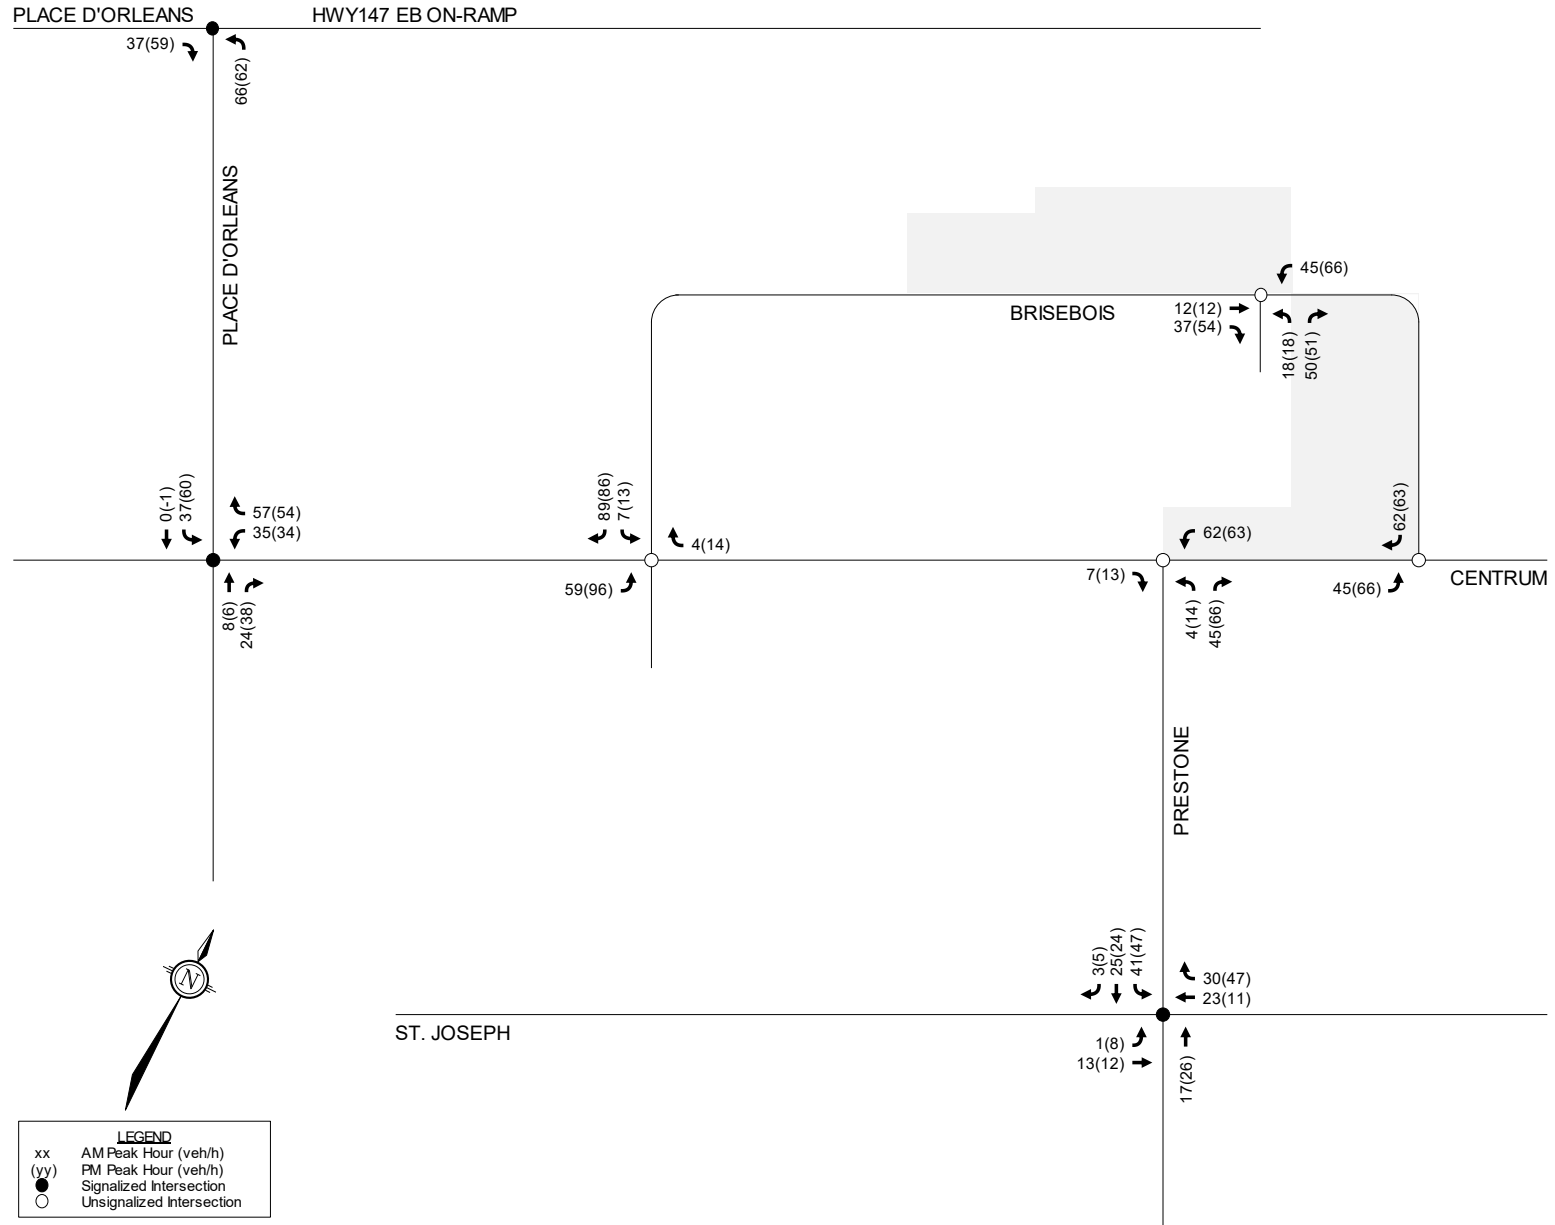 PLACE D'ORLEANS
HWY147 EB ON-RAMP
37(59)
66(62)
PLACE D'ORLEANS
45(66)
BRISEBOIS
12(12)
37(54)
18(18)
50(51)
0(-1)
37(60)
57(54)
35(34)
8(6)
24(38)
89(86)
7(13)
4(14)
59(96)
62(63)
7(13)
4(14)
45(66)
62(63)
45(66)
CENTRUM
PRESTONE
3(5)
25(24)
41(47)
30(47)
23(11)
ST. JOSEPH
1(8)
13(12)
17(26)
N
LEGEND
xx AM Peak Hour (veh/h)
(yy) PM Peak Hour (veh/h)
Signalized Intersection
Unsignalized Intersection